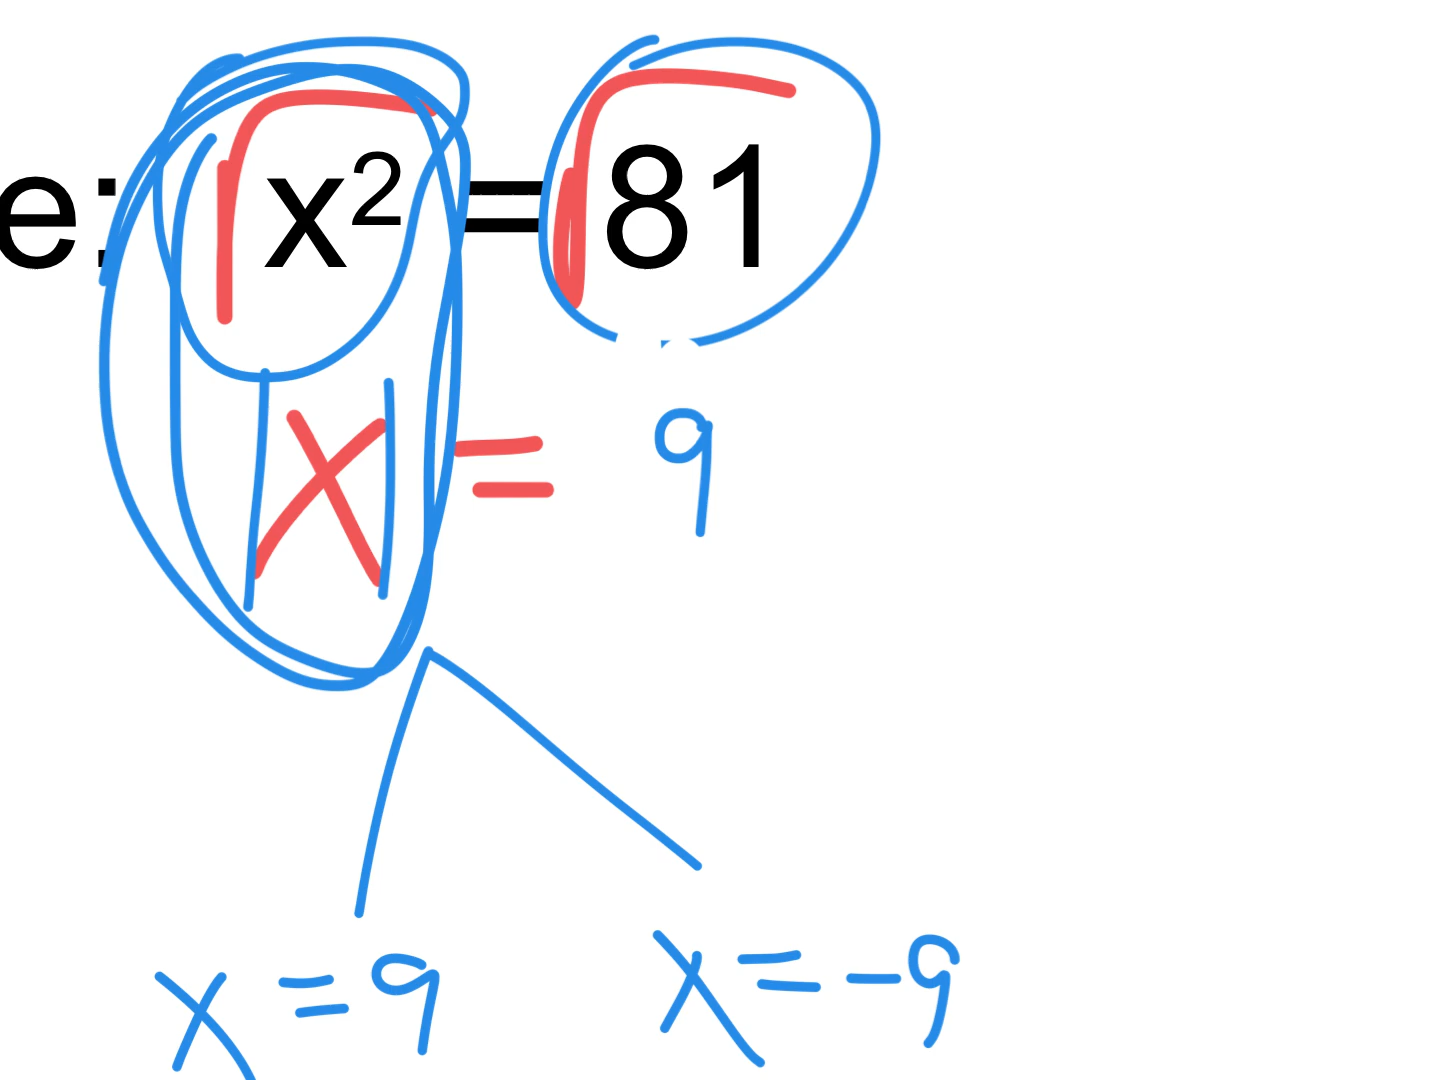 e: √x² = √81
|x| = 9
x = 9 x = -9